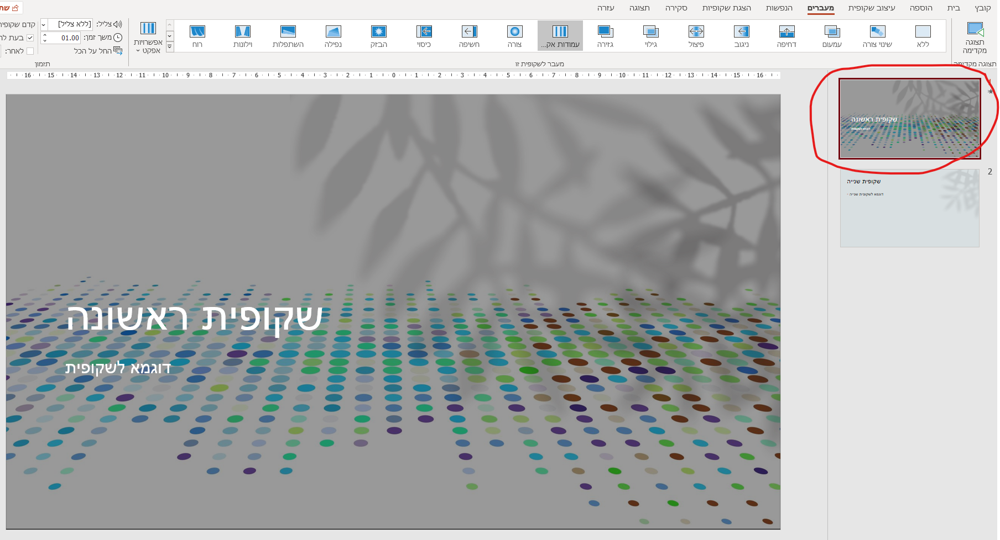 קובץ
בית
הוספה
עיצוב שקופית
מעברים
הנפשות
הצגת שקופיות
סקירה
תצוגה
עזרה
תצוגה
מקדימה
תצוגה מקדימה
ללא
שינוי צורה
עמעום
דחיפה
ניגוב
פיצול
גילוי
גזירה
עמודות אק...
צורה
חשיפה
כיסוי
הבזק
נפילה
השתפלות
וילונות
רוח
מעבר לשקופית זו
אפשרויות
אפקט
צליל: [ללא צליל]
משך זמן: 01.00
החל על הכל
קדם שקופית
לאחר:
תזמון
16 15 14 13 12 11 10 9 8 7 6 5 4 3 2 1 0 1 2 3 4 5 6 7 8 9 10 11 12 13 14 15 16
שקופית ראשונה
דוגמא לשקופית
1
שקופית ראשונה
דוגמא לשקופית
2
שקופית שנייה
דוגמא לשקופית שנייה